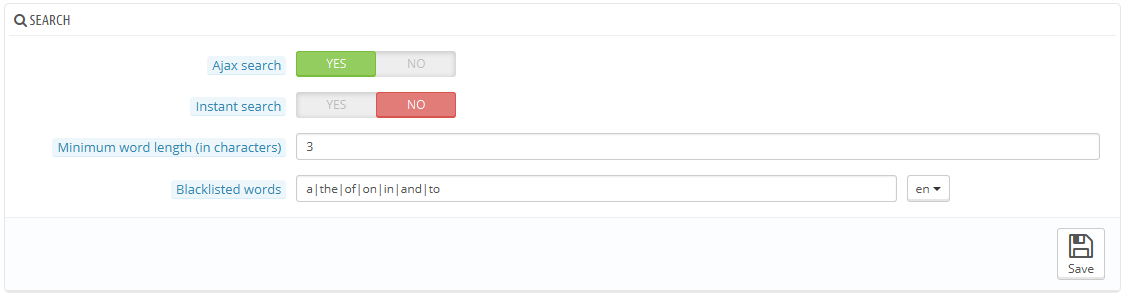 SEARCH
Ajax search YES NO
Instant search YES NO
Minimum word length (in characters) 3
Blacklisted words a|the|of|on|in|and|to en
Save